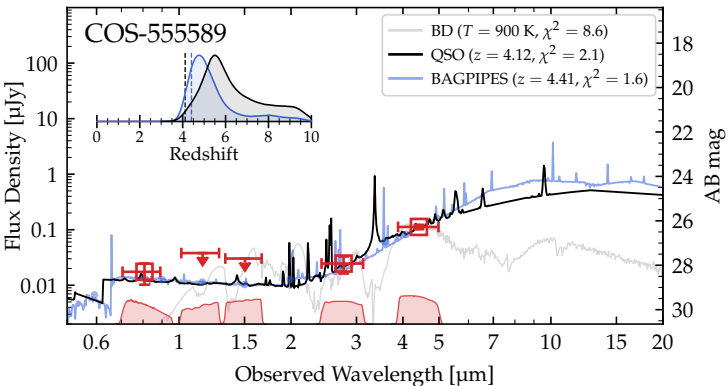 COS-555589
BD (T = 900 K, χ² = 8.6)
QSO (z = 4.12, χ² = 2.1)
BAGPIPES (z = 4.41, χ² = 1.6)
0 2 4 6 8 10
Redshift
100
10
1
0.1
0.01
Flux Density [μJy]
18
20
22
24
26
28
30
AB mag
0.6 1 1.5 2 3 4 5 10 15 20
Observed Wavelength [μm]